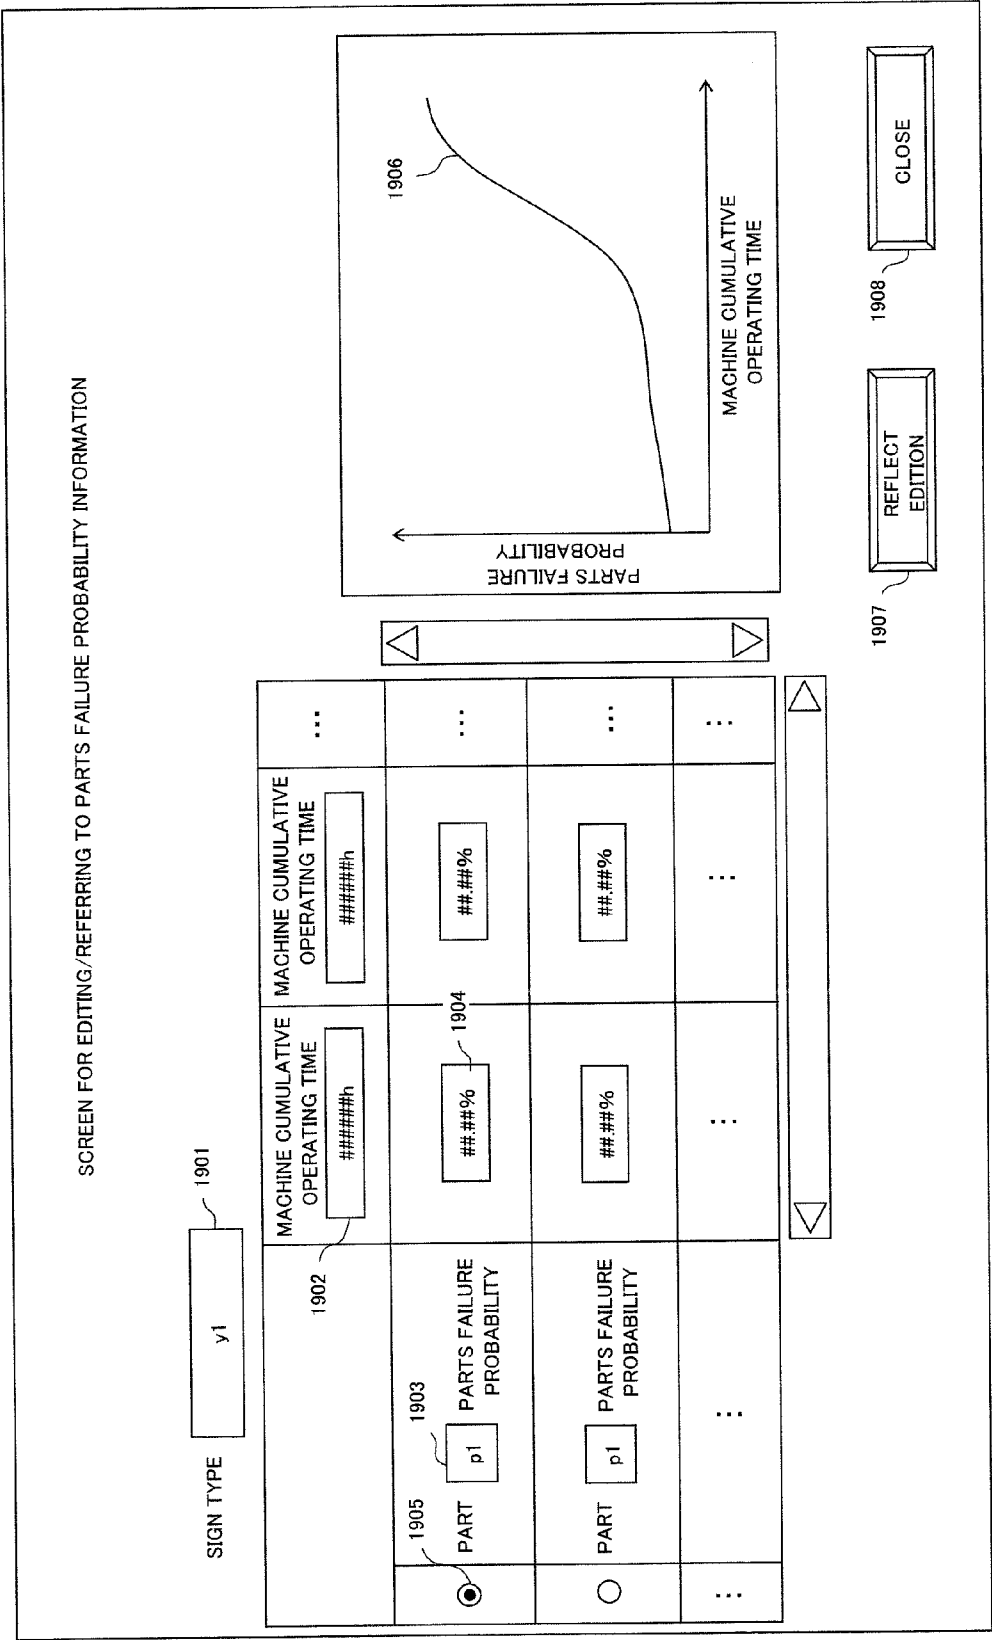 SCREEN FOR EDITING/REFERRING TO PARTS FAILURE PROBABILITY INFORMATION
SIGN TYPE
y1
1901
MACHINE CUMULATIVE
OPERATING TIME
######h
1902
MACHINE CUMULATIVE
OPERATING TIME
######h
...
1905
PART
p1
1903
PARTS FAILURE
PROBABILITY
##.##%
1904
##.##%
...
PART
p1
PARTS FAILURE
PROBABILITY
##.##%
##.##%
...
...
...
...
...
...
PARTS FAILURE
PROBABILITY
1906
MACHINE CUMULATIVE
OPERATING TIME
1907
REFLECT
EDITION
1908
CLOSE